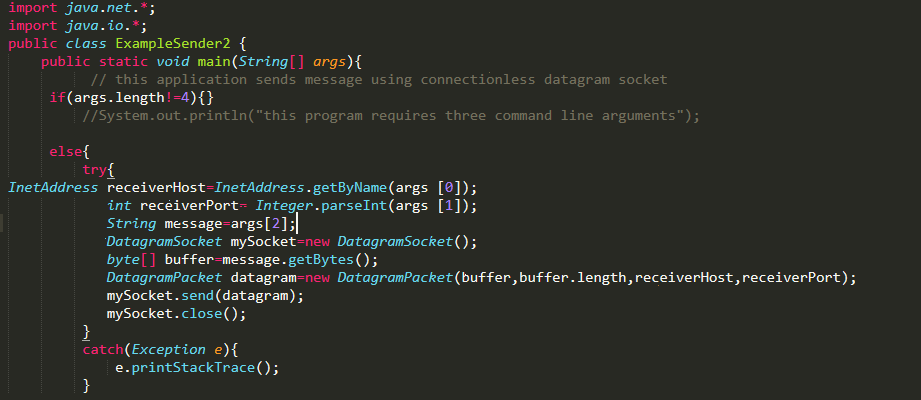 import java.net.*;
import java.io.*;
public class ExampleSender2 {
    public static void main(String[] args){
          // this application sends message using connectionless datagram socket
     if(args.length!=4){}
         //System.out.println("this program requires three command line arguments");
     else{
         try{
InetAddress receiverHost=InetAddress.getByName(args [0]);
            int receiverPort= Integer.parseInt(args [1]);
            String message=args[2];
            DatagramSocket mySocket=new DatagramSocket();
            byte[] buffer=message.getBytes();
            DatagramPacket datagram=new DatagramPacket(buffer,buffer.length,receiverHost,receiverPort);
            mySocket.send(datagram);
            mySocket.close();
         }
         catch(Exception e){
             e.printStackTrace();
         }